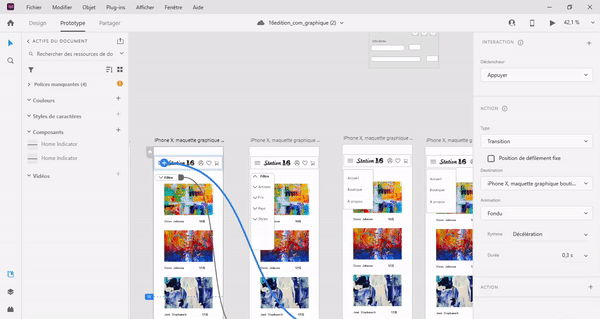 Fichier Modifier Objet Plug-ins Afficher Fenêtre Aide
Design Prototype Partager
16edition_com_graphique (2)
42,1 %
ACTIFS DU DOCUMENT
Rechercher des ressources de do
Polices manquantes (4)
Couleurs
Styles de caractères
Composants
Home Indicator
Home Indicator
Vidéos
iPhone X, maquette graphique ...
iPhone X, maquette graphique ...
iPhone X, maquette graphique ...
iPhone X, maquette graph
Station 16
Station 16
Station 16
Station
Filtre
Filtre
Prix
Accueil
Boutique
À propos
Accueil
Boutique
À propos
INTERACTION
Déclencheur
Appuyer
ACTION
Type
Transition
Position de défilement fixe
Destination
iPhone X, maquette graphique bouti...
Animation
Fondu
Rythme Décélération
Durée 0,3 s
ACTION